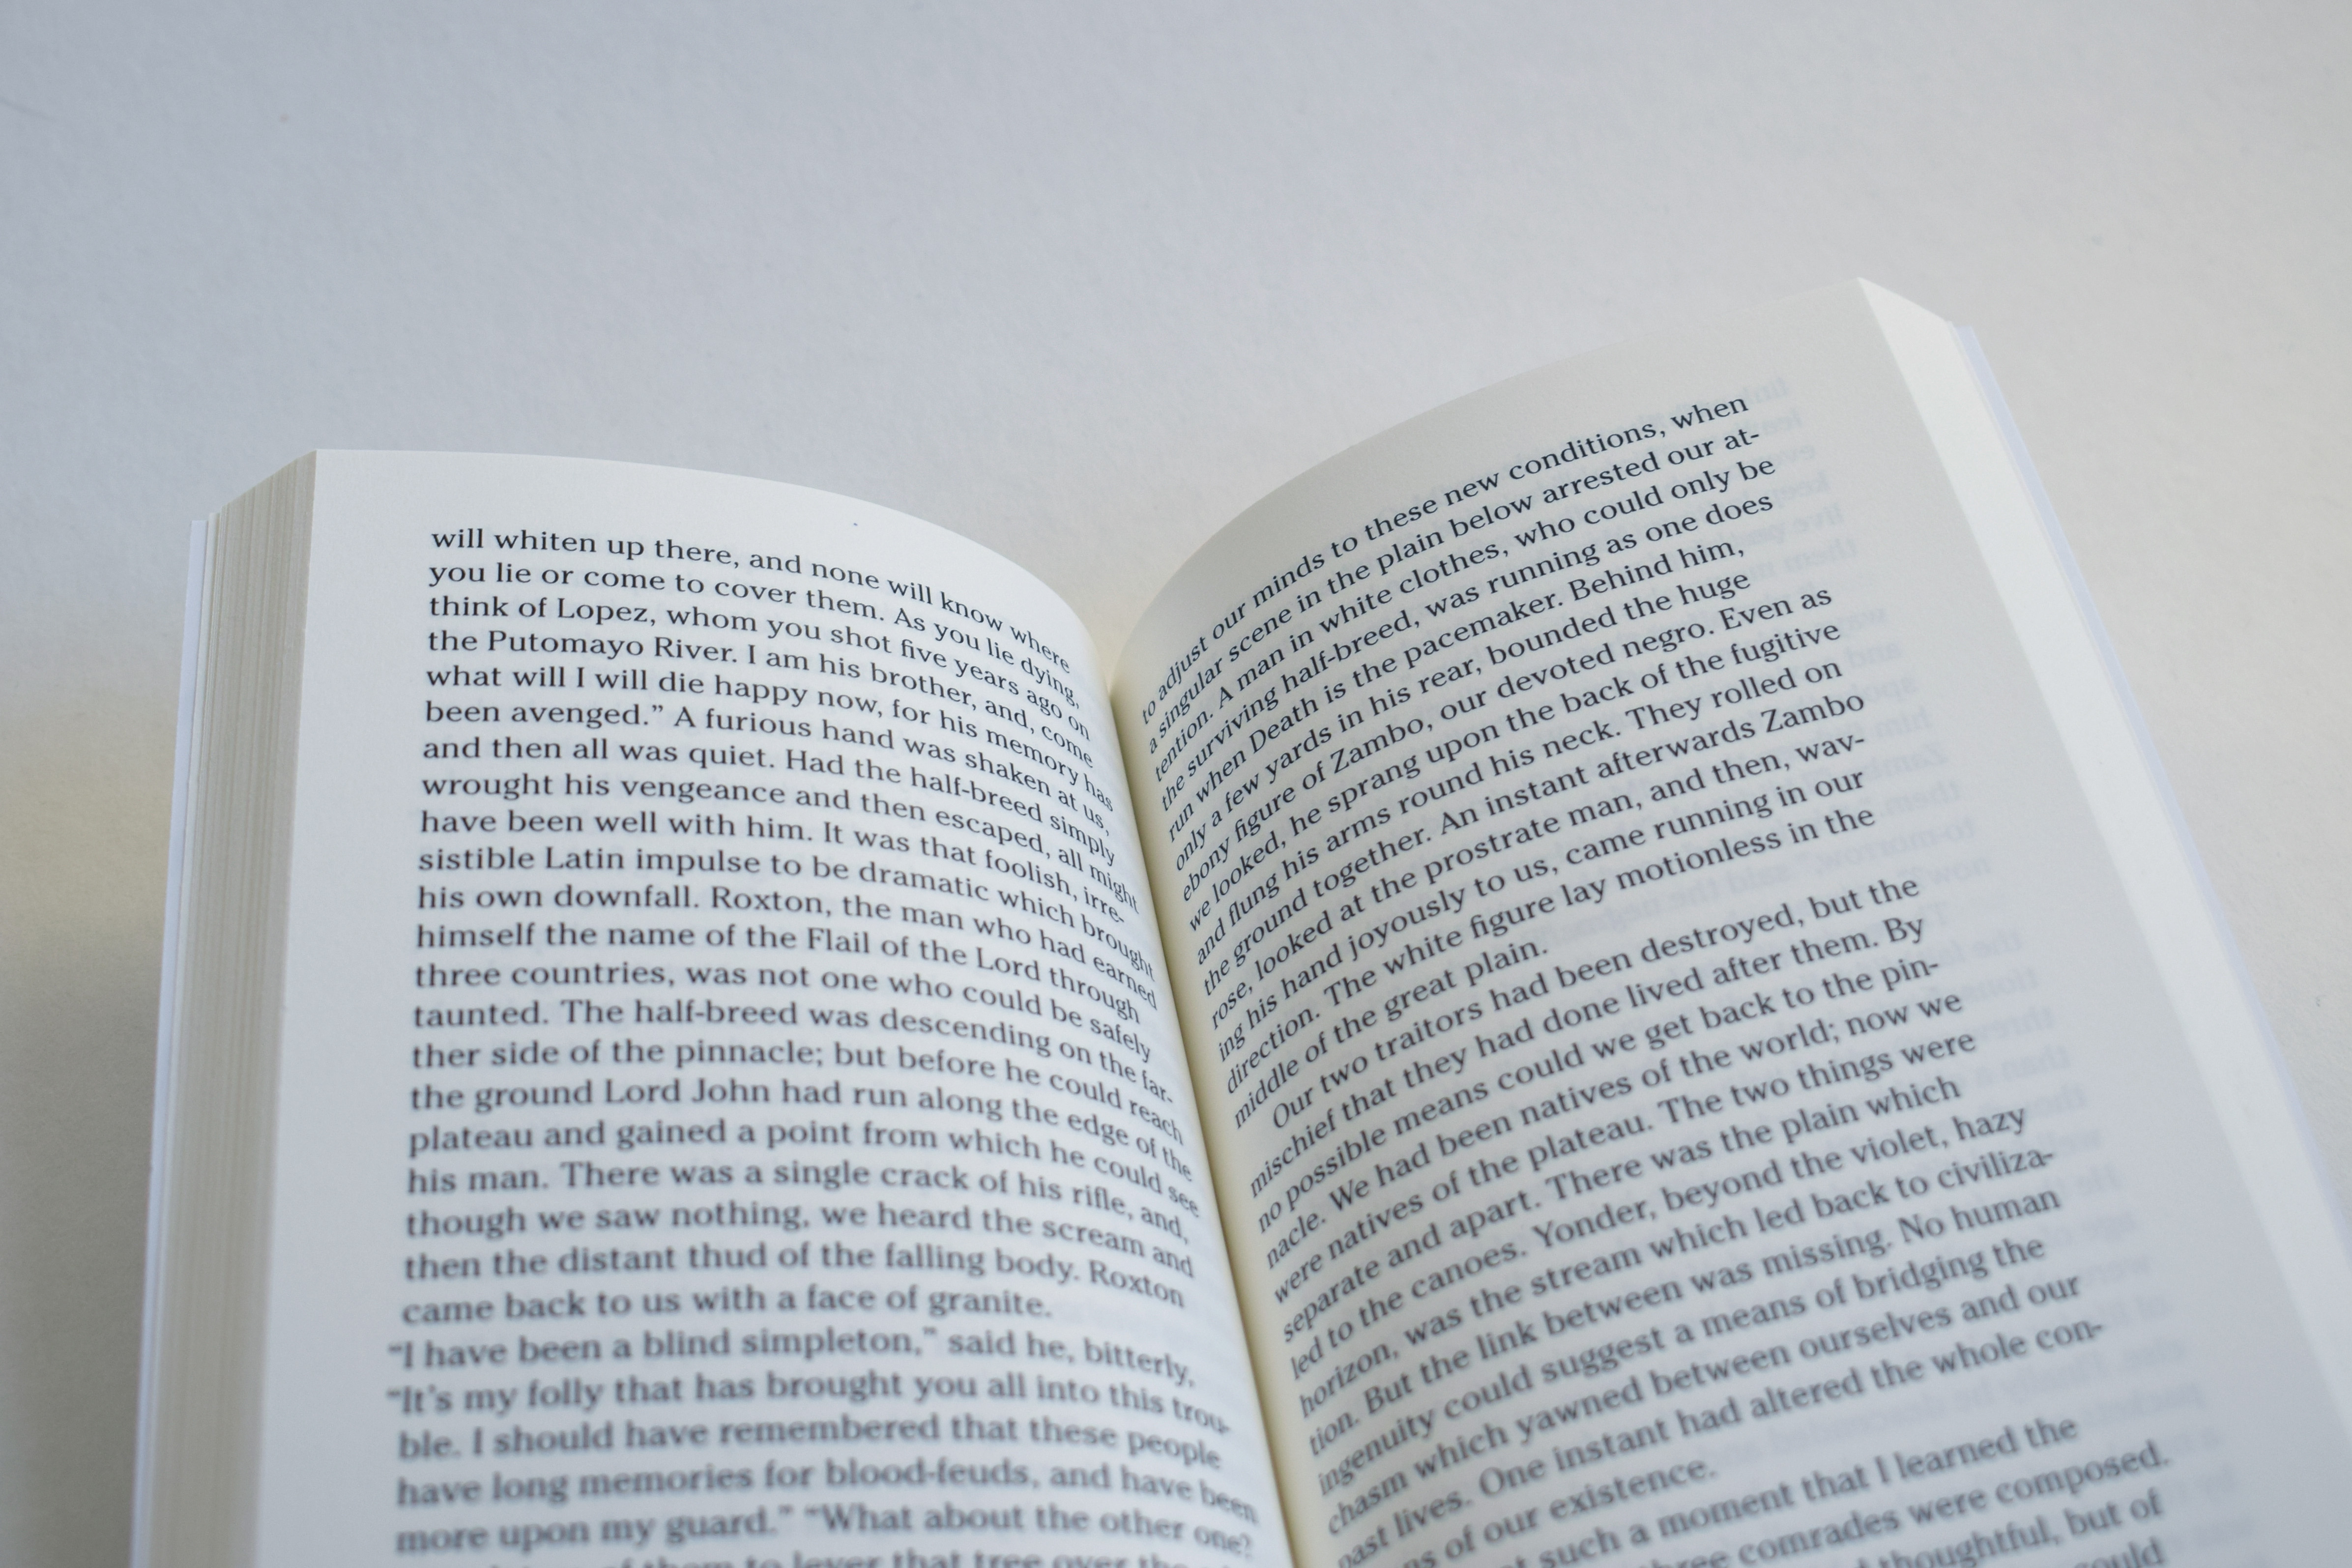 will whiten up there, and none will know where
you lie or come to cover them. As you lie dying,
think of Lopez, whom you shot five years ago on
the Putomayo River. I am his brother, and, come
what will I will die happy now, for his memory has
been avenged.” A furious hand was shaken at us,
and then all was quiet. Had the half-breed simply
wrought his vengeance and then escaped, all might
have been well with him. It was that foolish, irre-
sistible Latin impulse to be dramatic which brought
his own downfall. Roxton, the man who had earned
himself the name of the Flail of the Lord through
three countries, was not one who could be safely
taunted. The half-breed was descending on the far-
ther side of the pinnacle; but before he could reach
the ground Lord John had run along the edge of the
plateau and gained a point from which he could see
his man. There was a single crack of his rifle, and,
though we saw nothing, we heard the scream and
then the distant thud of the falling body. Roxton
came back to us with a face of granite.
“I have been a blind simpleton,” said he, bitterly,
“It’s my folly that has brought you all into this trou-
ble. I should have remembered that these people
have long memories for blood-feuds, and have been
more upon my guard.” “What about the other one?
of them to lever that tree over the
to adjust our minds to these new conditions, when
a singular scene in the plain below arrested our at-
tention. A man in white clothes, who could only be
the surviving half-breed, was running as one does
run when Death is the pacemaker. Behind him,
only a few yards in his rear, bounded the huge
ebony figure of Zambo, our devoted negro. Even as
we looked, he sprang upon the back of the fugitive
and flung his arms round his neck. They rolled on
the ground together. An instant afterwards Zambo
rose, looked at the prostrate man, and then, wav-
ing his hand joyously to us, came running in our
direction. The white figure lay motionless in the
middle of the great plain.
Our two traitors had been destroyed, but the
mischief that they had done lived after them. By
no possible means could we get back to the pin-
nacle. We had been natives of the world; now we
were natives of the plateau. The two things were
separate and apart. There was the plain which
led to the canoes. Yonder, beyond the violet, hazy
horizon, was the stream which led back to civiliza-
tion. But the link between was missing. No human
ingenuity could suggest a means of bridging the
chasm which yawned between ourselves and our
past lives. One instant had altered the whole con-
of our existence.
such a moment that I learned the
three comrades were composed.
thoughtful, but of